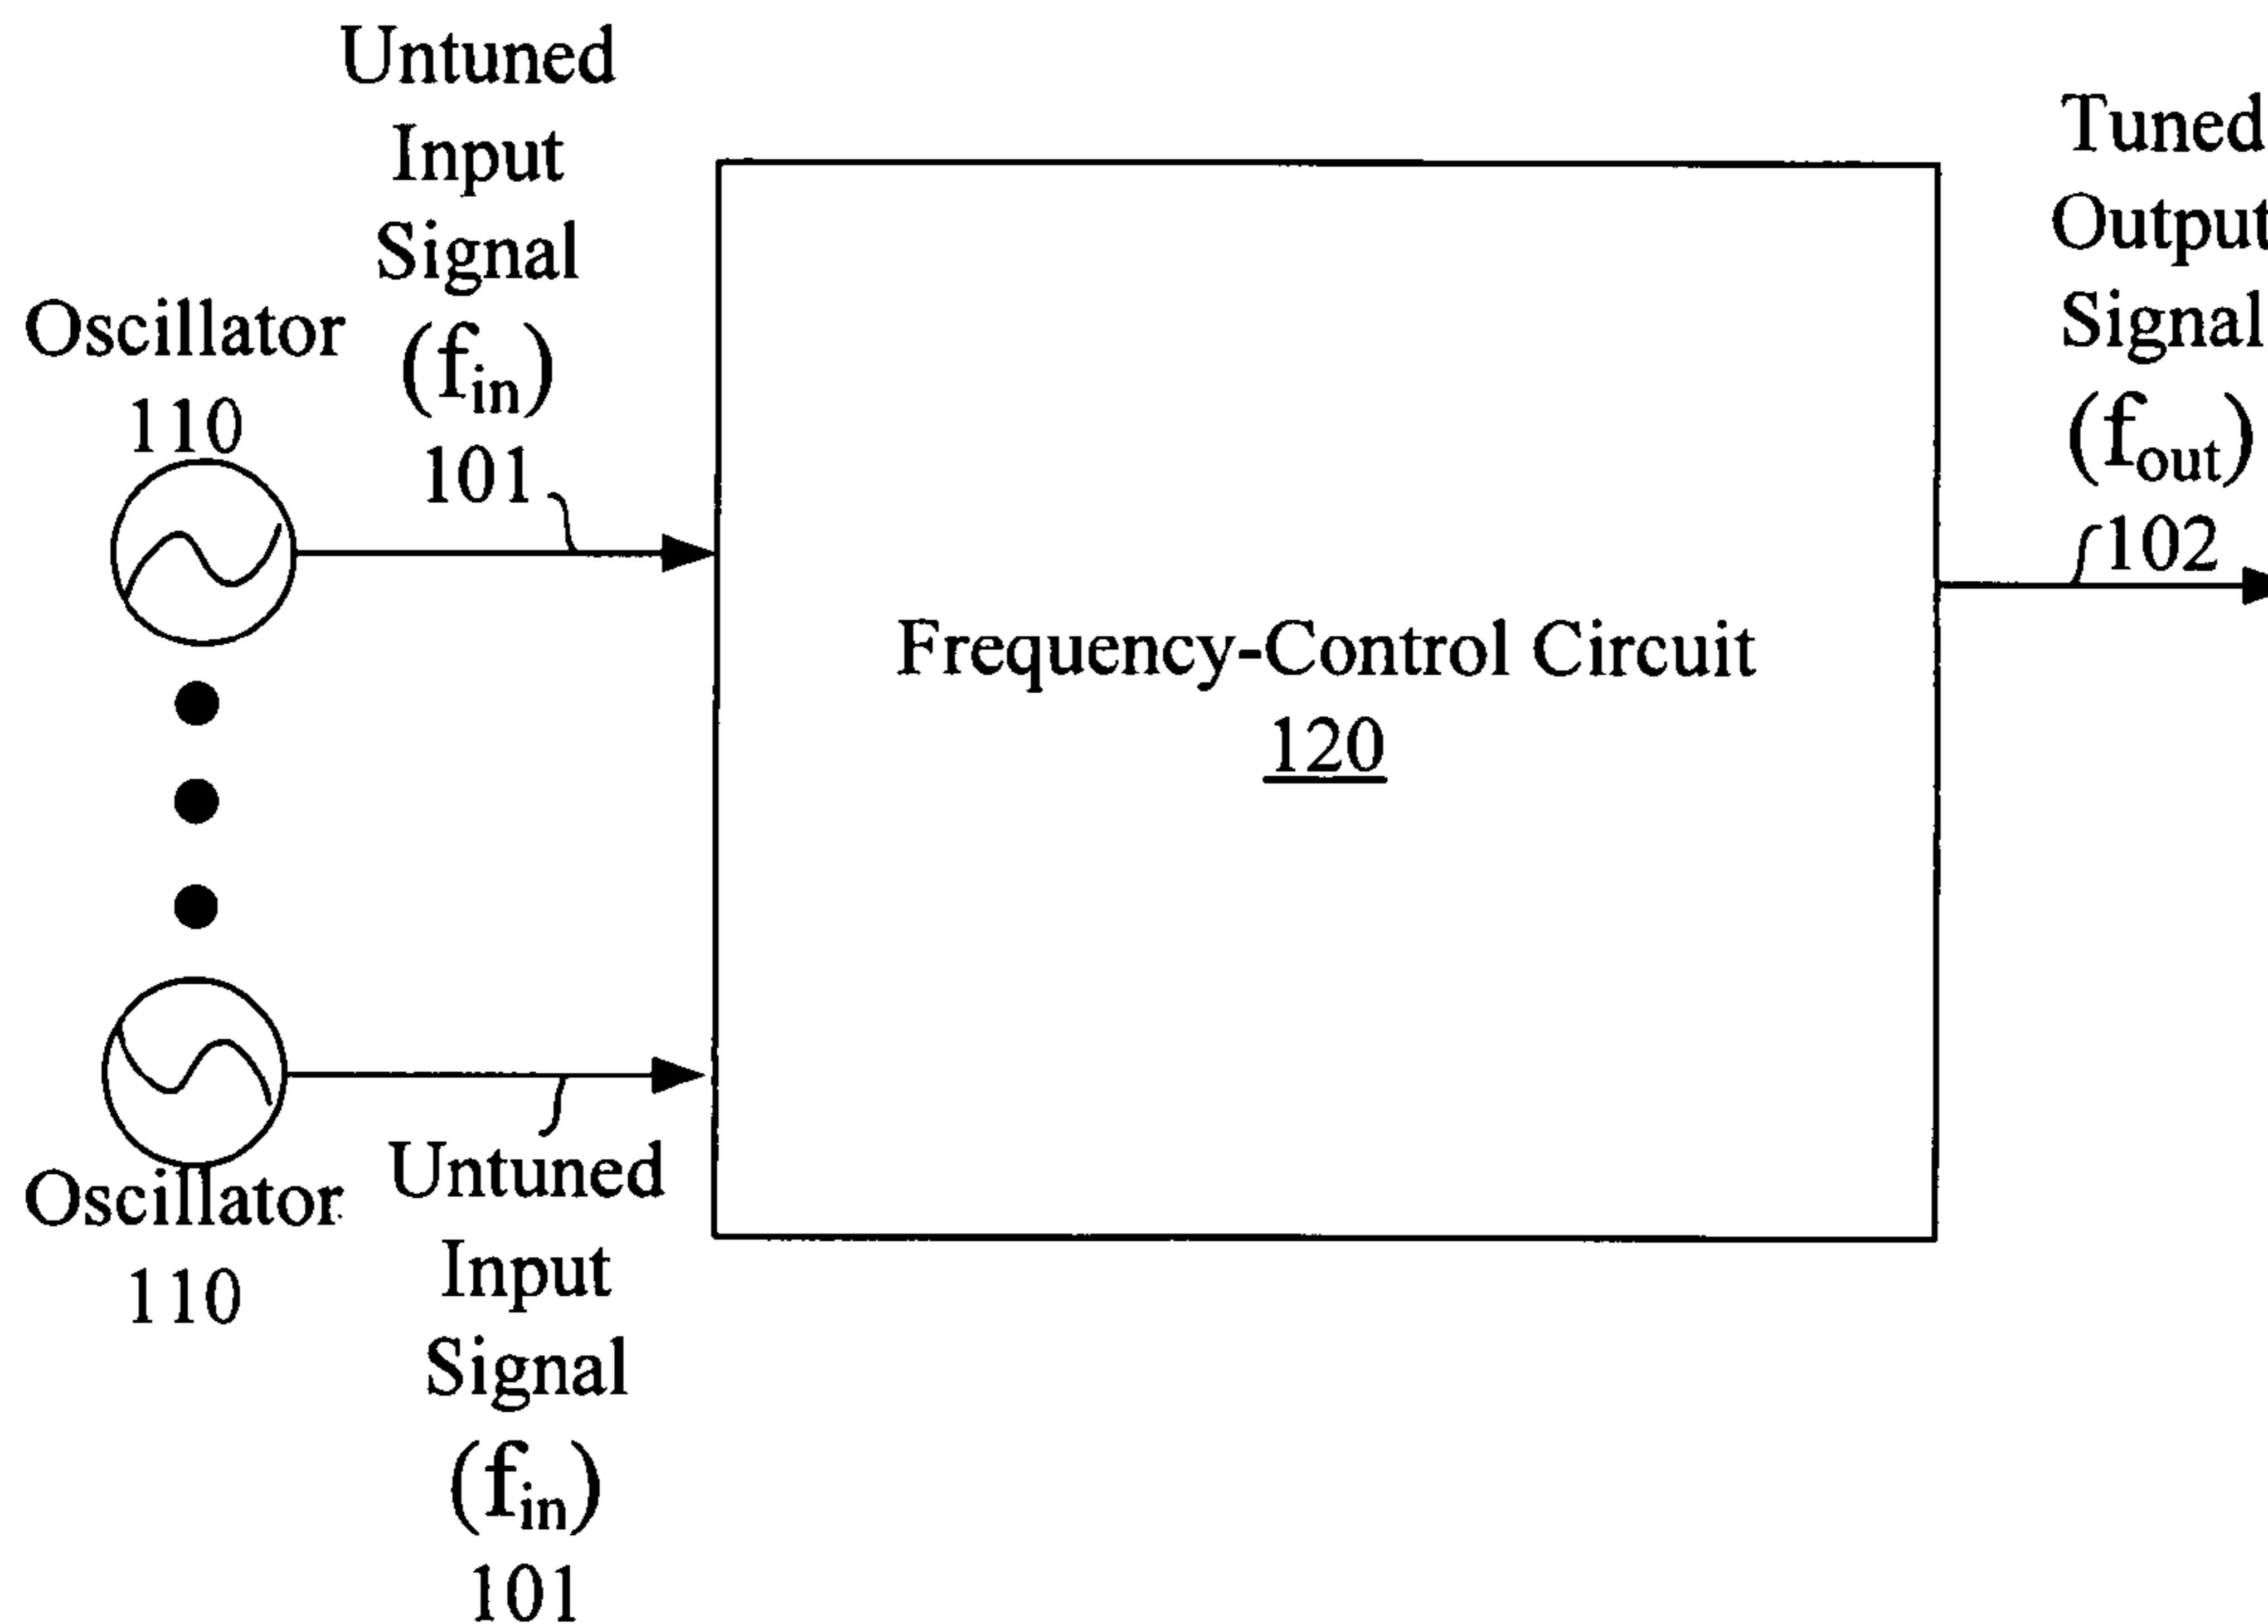 Untuned
Input
Signal
(fin)
101
Oscillator
110
Tuned
Output
Signal
(fout)
102
Frequency-Control Circuit
120
Oscillator
110
Untuned
Input
Signal
(fin)
101